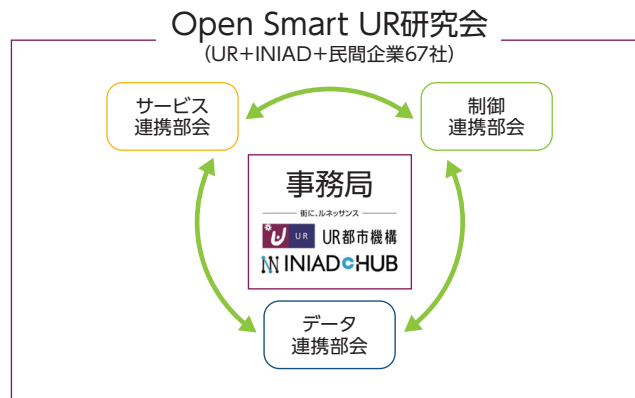 Open Smart UR研究会
(UR+INIAD+民間企業67社)
サービス
連携部会
制御
連携部会
事務局
街に、ルネッサンス
UR UR都市機構
INIAD cHUB
データ
連携部会